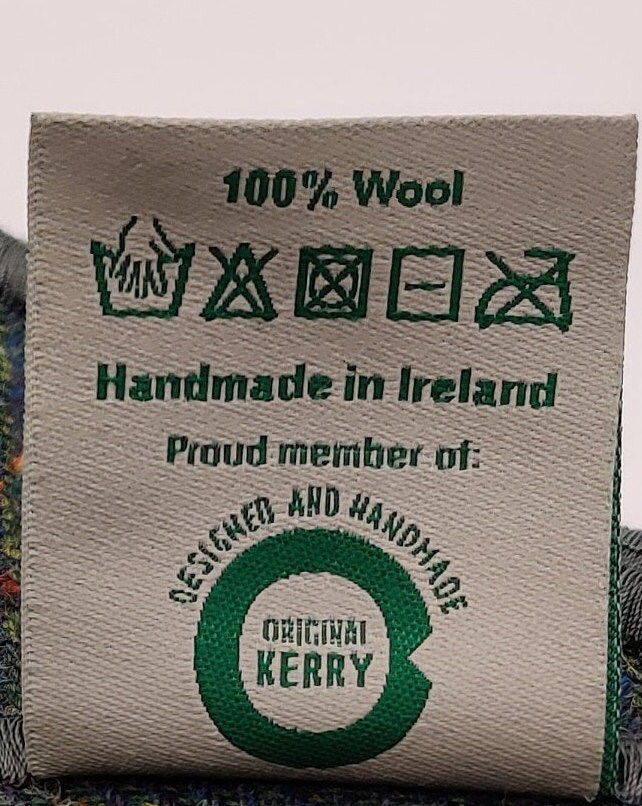 100% Wool
Handmade in Ireland
Proud member of:
DESIGNED AND HANDMADE
ORIGINAL
KERRY